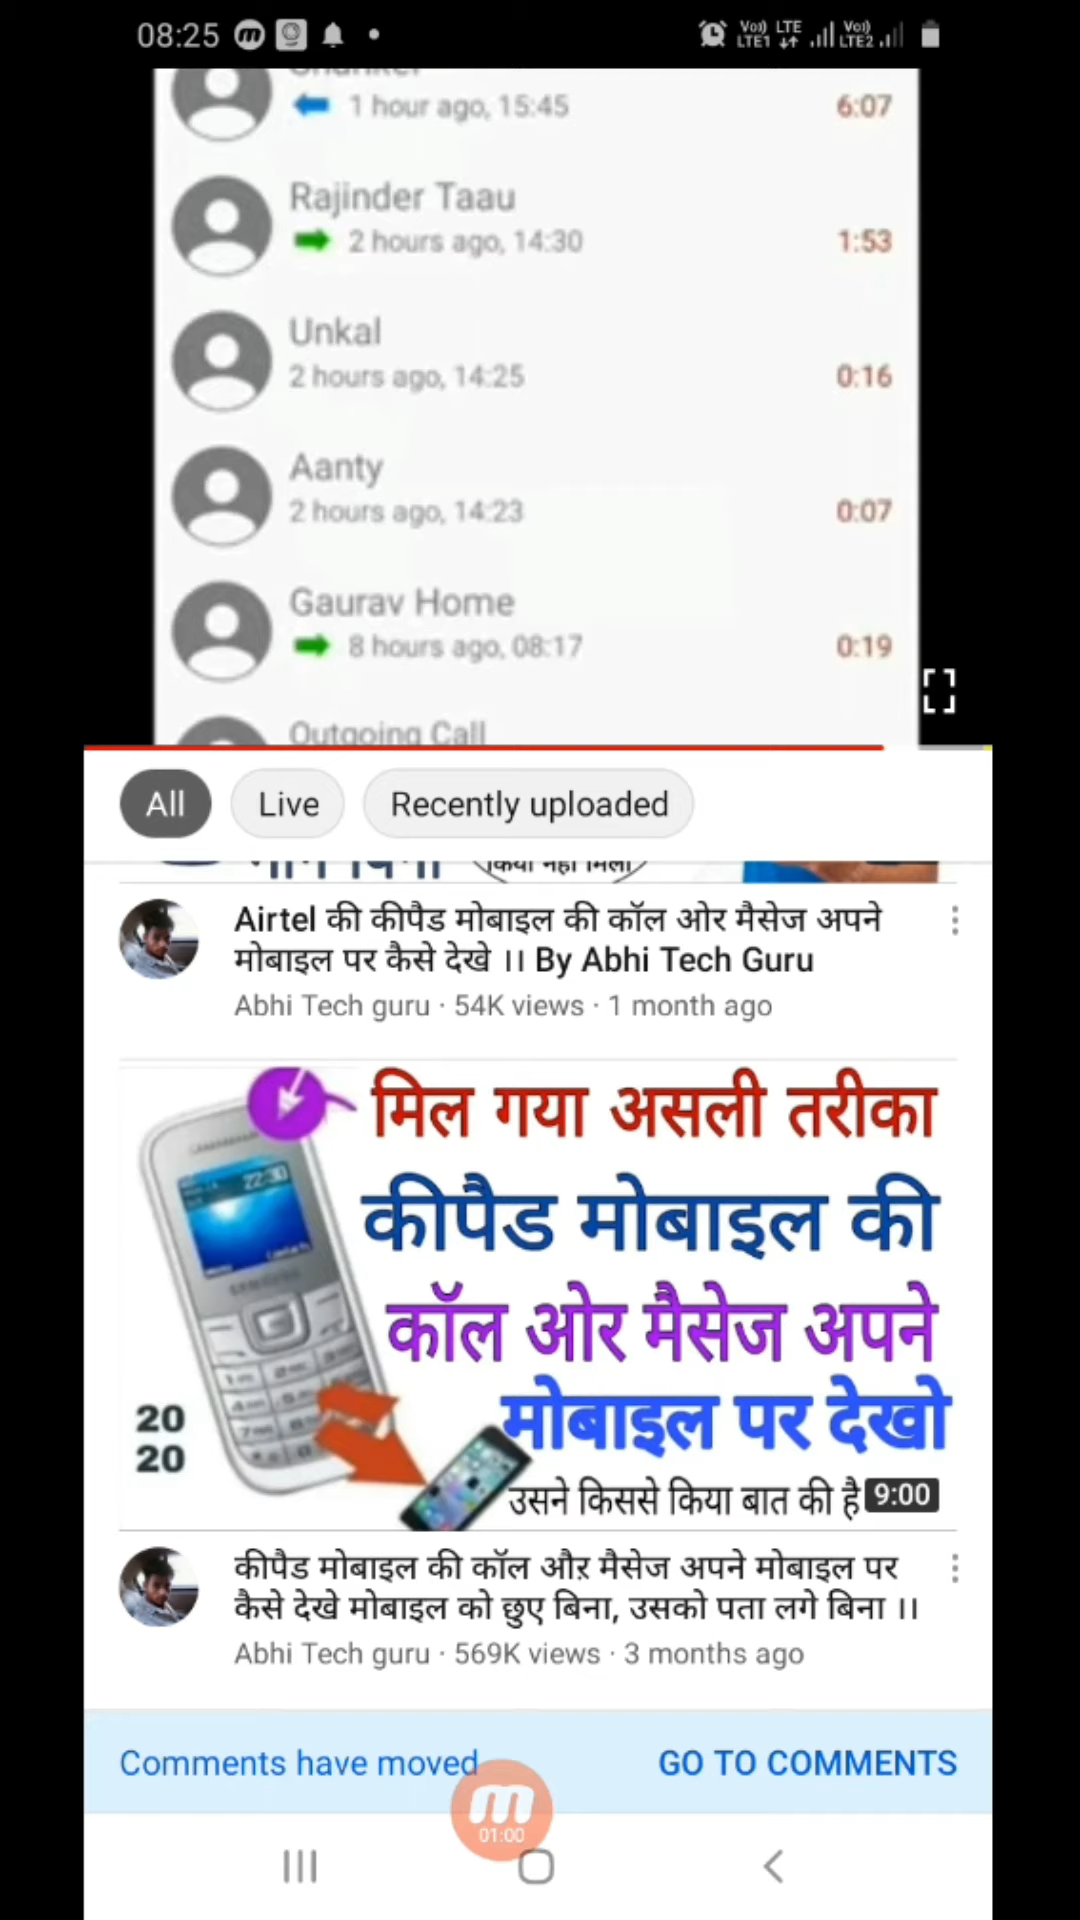 08:25
Vo)) LTE
LTE1
Vo))
LTE2
1 hour ago, 15:45
6:07
Rajinder Taau
2 hours ago, 14:30
1:53
Unkal
2 hours ago, 14:25
0:16
Aanty
2 hours ago, 14:23
0:07
Gaurav Home
8 hours ago, 08:17
0:19
Outgoing Call
All
Live
Recently uploaded
Airtel की कीपैड मोबाइल की कॉल ओर मैसेज अपने
मोबाइल पर कैसे देखे ।। By Abhi Tech Guru
Abhi Tech guru · 54K views · 1 month ago
मिल गया असली तरीका
कीपैड मोबाइल की
कॉल ओर मैसेज अपने
मोबाइल पर देखो
20
20
उसने किससे किया बात की है
9:00
कीपैड मोबाइल की कॉल और मैसेज अपने मोबाइल पर
कैसे देखे मोबाइल को छुए बिना, उसको पता लगे बिना ।।
Abhi Tech guru · 569K views · 3 months ago
Comments have moved
GO TO COMMENTS
01:00